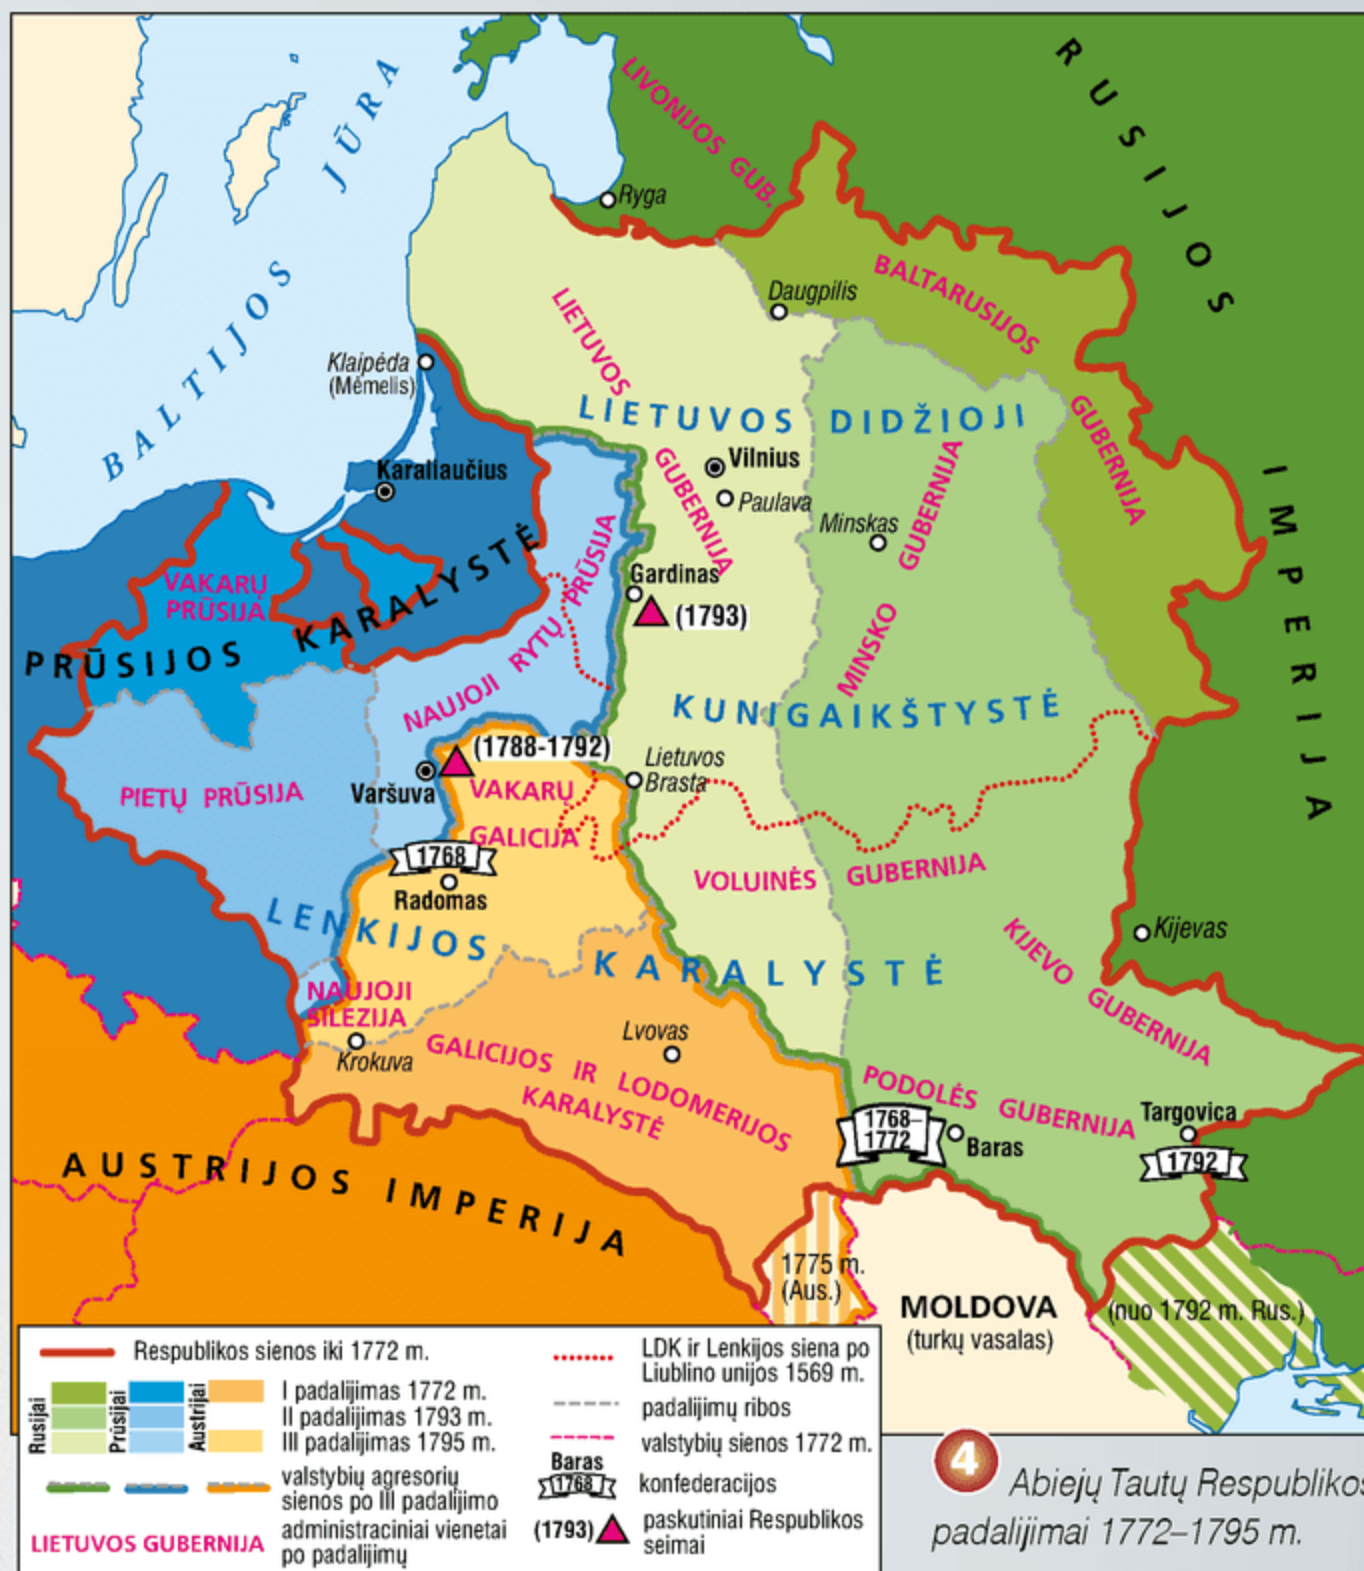 BALTIJOS JŪRA
RUSIJOS IMPERIJA
LIVONIJOS GUB.
Ryga
BALTARUSIJOS GUBERNIJA
Daugpilis
LIETUVOS GUBERNIJA
Klaipėda
(Mėmelis)
LIETUVOS DIDŽIOJI
KUNIGAIKŠTYSTĖ
Vilnius
Paulava
Minskas
MINSKO GUBERNIJA
Karaliaučius
PRŪSIJOS KARALYSTĖ
VAKARŲ
PRŪSIJA
NAUJOJI RYTŲ PRŪSIJA
Gardinas
(1793)
(1788-1792)
Varšuva
PIETŲ PRŪSIJA
VAKARŲ
GALICIJA
Lietuvos
Brasta
1768
Radomas
VOLUINĖS GUBERNIJA
LENKIJOS KARALYSTĖ
Kijevas
KIJEVO GUBERNIJA
NAUJOJI
SILEZIJA
Krokuva
Lvovas
GALICIJOS IR LODOMERIJOS
KARALYSTĖ
PODOLĖS GUBERNIJA
1768–
1772
Baras
Targovica
1792
AUSTRIJOS IMPERIJA
1775 m.
(Aus.)
MOLDOVA
(turkų vasalas)
(nuo 1792 m. Rus.)
Respublikos sienos iki 1772 m.
Rusijai
Prūsijai
Austrijai
I padalijimas 1772 m.
II padalijimas 1793 m.
III padalijimas 1795 m.
valstybių agresorių
sienos po III padalijimo
LIETUVOS GUBERNIJA
administraciniai vienetai
po padalijimų
LDK ir Lenkijos siena po
Liublino unijos 1569 m.
padalijimų ribos
valstybių sienos 1772 m.
Baras
1768
konfederacijos
(1793)
paskutiniai Respublikos
seimai
4
Abiejų Tautų Respublikos
padalijimai 1772–1795 m.